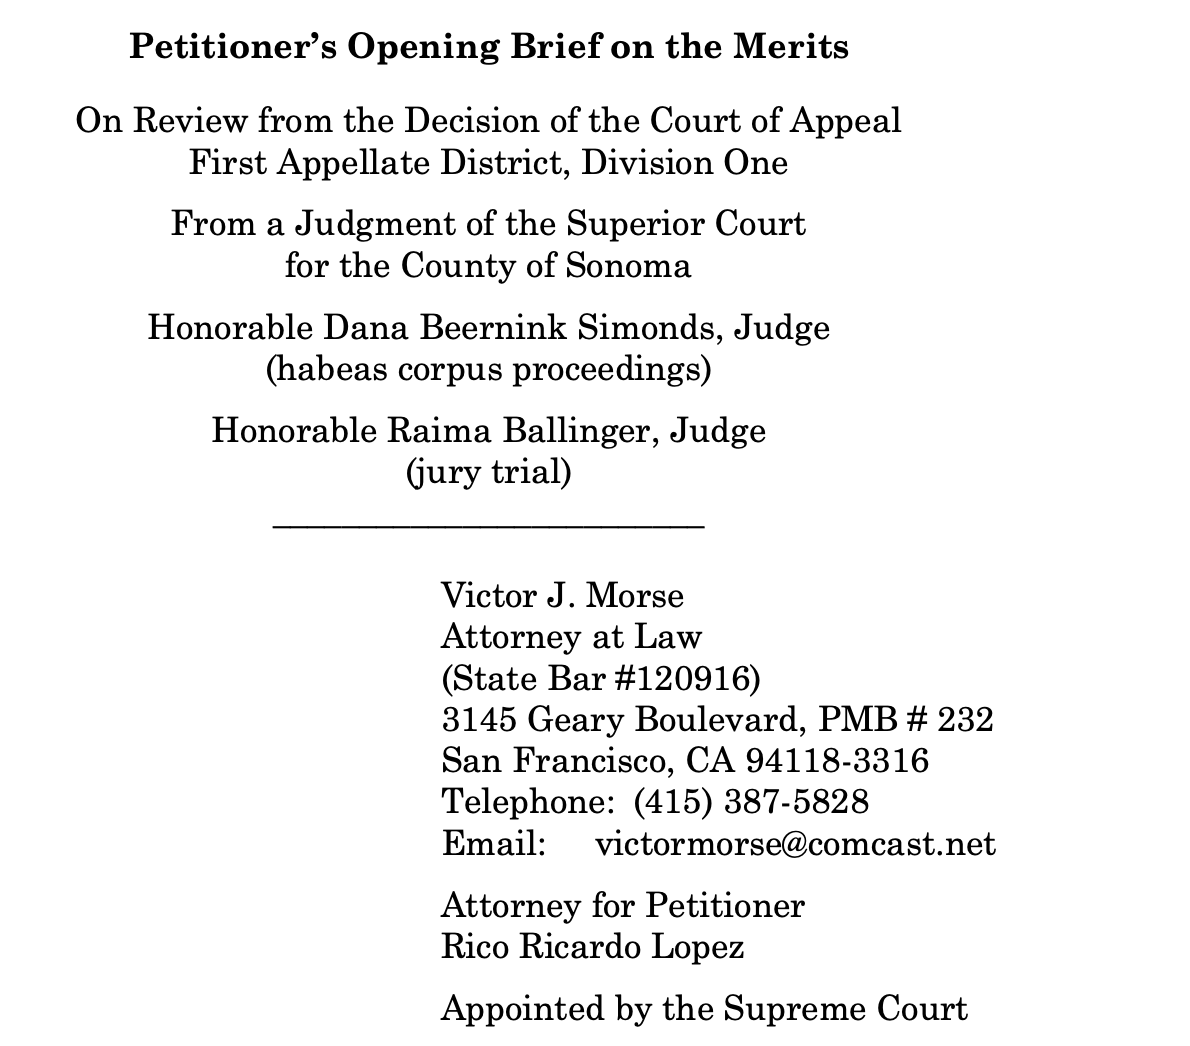 Petitioner’s Opening Brief on the Merits
On Review from the Decision of the Court of Appeal
First Appellate District, Division One
From a Judgment of the Superior Court
for the County of Sonoma
Honorable Dana Beernink Simonds, Judge
(habeas corpus proceedings)
Honorable Raima Ballinger, Judge
(jury trial)
Victor J. Morse
Attorney at Law
(State Bar #120916)
3145 Geary Boulevard, PMB # 232
San Francisco, CA 94118-3316
Telephone: (415) 387-5828
Email: victormorse@comcast.net
Attorney for Petitioner
Rico Ricardo Lopez
Appointed by the Supreme Court